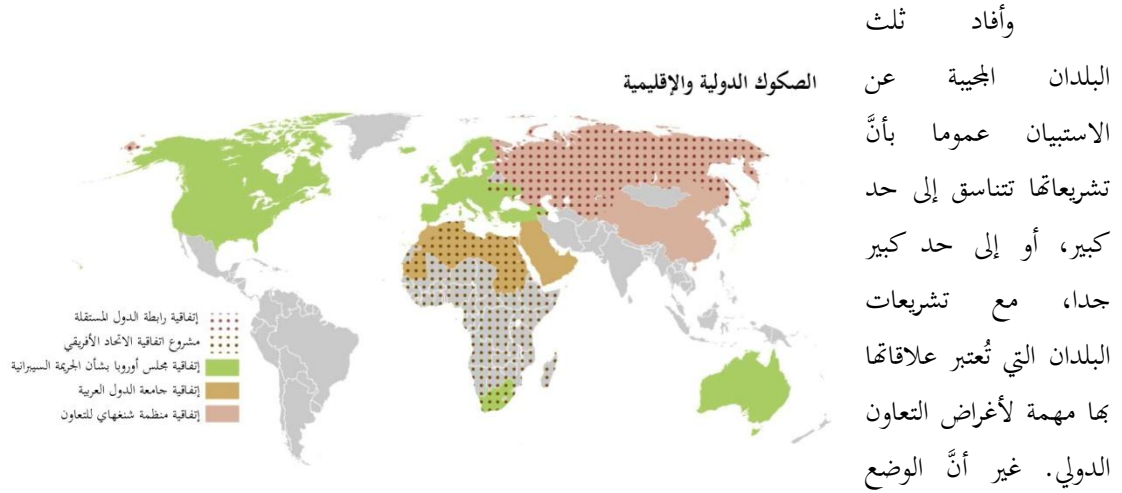 وأفاد ثلث
البلدان المجيبة عن
الاستبيان عموما بأنَّ
تشريعاتها تتناسق إلى حد
كبير، أو إلى حد كبير
جدا، مع تشريعات
البلدان التي تُعتبر علاقاتها
بها مهمة لأغراض التعاون
الدولي. غير أنَّ الوضع
الصكوك الدولية والإقليمية
إتفاقية رابطة الدول المستقلة
مشروع اتفاقية الاتحاد الأفريقي
إتفاقية مجلس أوروبا بشأن الجريمة السيبرانية
إتفاقية جامعة الدول العربية
إتفاقية منظمة شنغهاي للتعاون